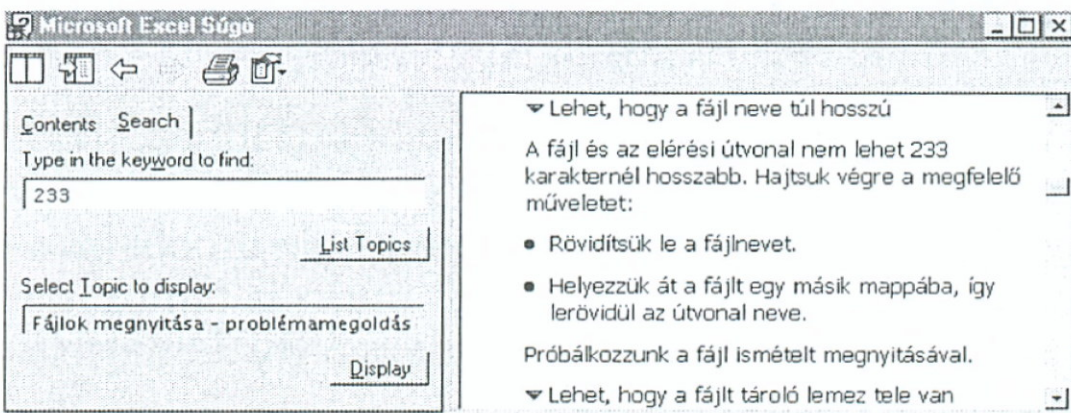 Microsoft Excel Súgó
Contents Search
Type in the keyword to find:
233
List Topics
Select Topic to display:
Fájlok megnyitása - problémamegoldás
Display
Lehet, hogy a fájl neve túl hosszú
A fájl és az elérési útvonal nem lehet 233
karakternél hosszabb. Hajtsuk végre a megfelelő
műveletet:
• Rövidítsük le a fájlnevet.
• Helyezzük át a fájlt egy másik mappába, így
lerövidül az útvonal neve.
Próbálkozzunk a fájl ismételt megnyitásával.
Lehet, hogy a fájlt tároló lemez tele van